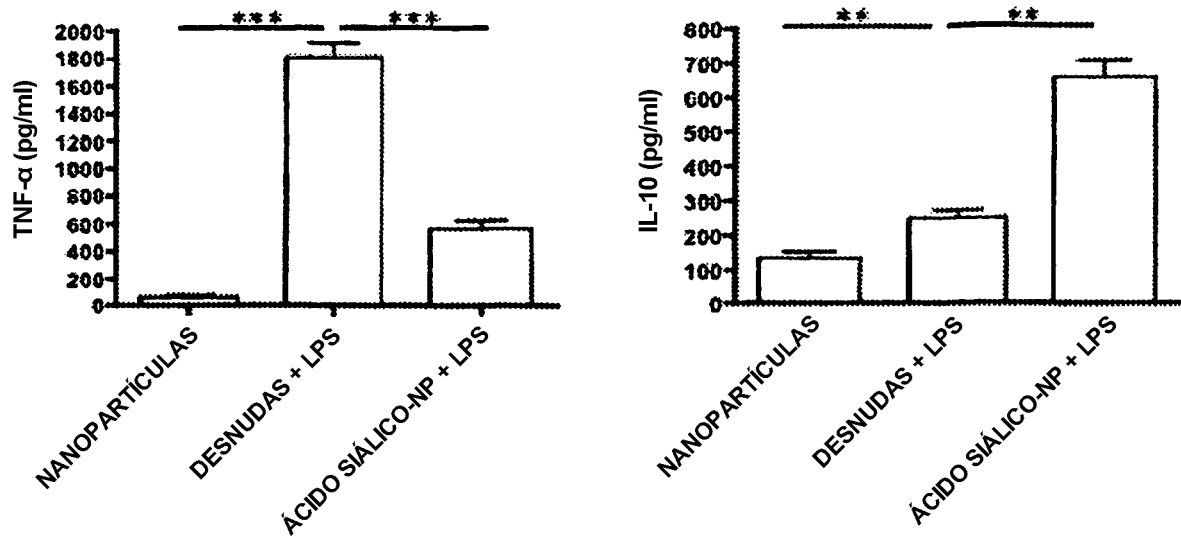 *** ***
TNF-α (pg/ml)
2000
1800
1600
1400
1200
1000
800
600
400
200
0
NANOPARTÍCULAS
DESNUDAS + LPS
ÁCIDO SIÁLICO-NP + LPS
** **
IL-10 (pg/ml)
800
700
600
500
400
300
200
100
0
NANOPARTÍCULAS
DESNUDAS + LPS
ÁCIDO SIÁLICO-NP + LPS